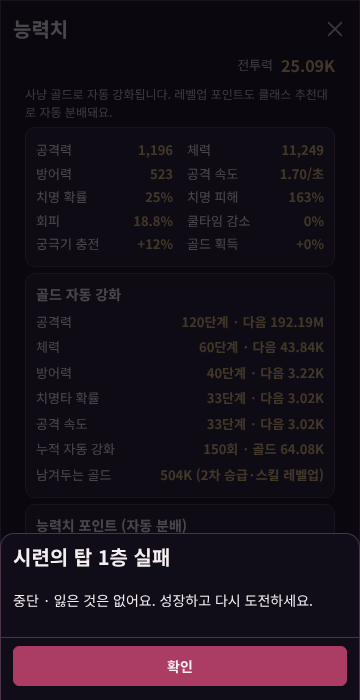 능력치
전투력 25.09K
사냥 골드로 자동 강화됩니다. 레벨업 포인트도 클래스 추천대
로 자동 분배돼요.
공격력 1,196 체력 11,249
방어력 523 공격 속도 1.70/초
치명 확률 25% 치명 피해 163%
회피 18.8% 쿨타임 감소 0%
궁극기 충전 +12% 골드 획득 +0%
골드 자동 강화
공격력 120단계 · 다음 192.19M
체력 60단계 · 다음 43.84K
방어력 40단계 · 다음 3.22K
치명타 확률 33단계 · 다음 3.02K
공격 속도 33단계 · 다음 3.02K
누적 자동 강화 150회 · 골드 64.08K
남겨두는 골드 504K (2차 승급·스킬 레벨업)
능력치 포인트 (자동 분배)
시련의 탑 1층 실패
중단 · 잃은 것은 없어요. 성장하고 다시 도전하세요.
확인